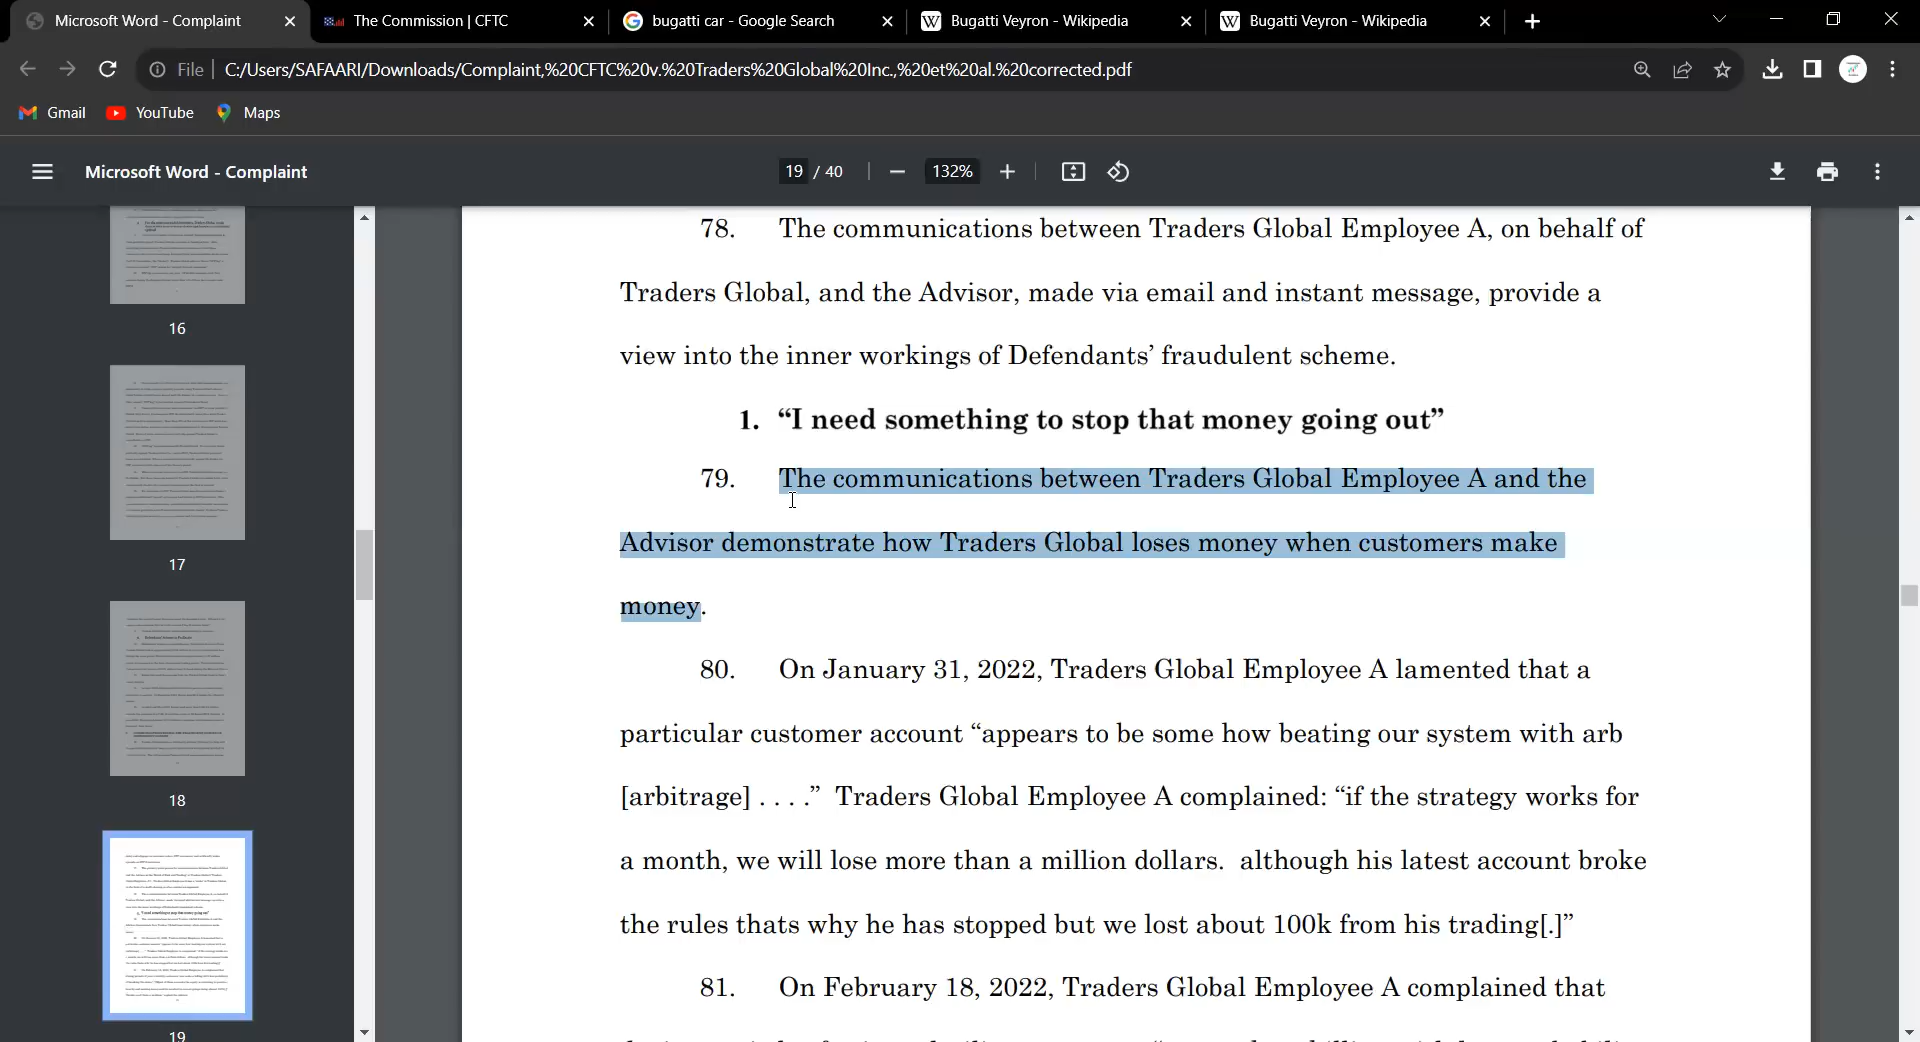 Microsoft Word - Complaint
The Commission | CFTC
bugatti car - Google Search
Bugatti Veyron - Wikipedia
Bugatti Veyron - Wikipedia
File
C:/Users/SAFAARI/Downloads/Complaint,%20CFTC%20v.%20Traders%20Global%20Inc.,%20et%20al.%20corrected.pdf
Gmail
YouTube
Maps
Microsoft Word - Complaint
19 / 40
132%
16
17
18
19
78. The communications between Traders Global Employee A, on behalf of
Traders Global, and the Advisor, made via email and instant message, provide a
view into the inner workings of Defendants’ fraudulent scheme.
1. “I need something to stop that money going out”
79. The communications between Traders Global Employee A and the
Advisor demonstrate how Traders Global loses money when customers make
money.
80. On January 31, 2022, Traders Global Employee A lamented that a
particular customer account “appears to be some how beating our system with arb
[arbitrage] . . . .” Traders Global Employee A complained: “if the strategy works for
a month, we will lose more than a million dollars. although his latest account broke
the rules thats why he has stopped but we lost about 100k from his trading[.]”
81. On February 18, 2022, Traders Global Employee A complained that